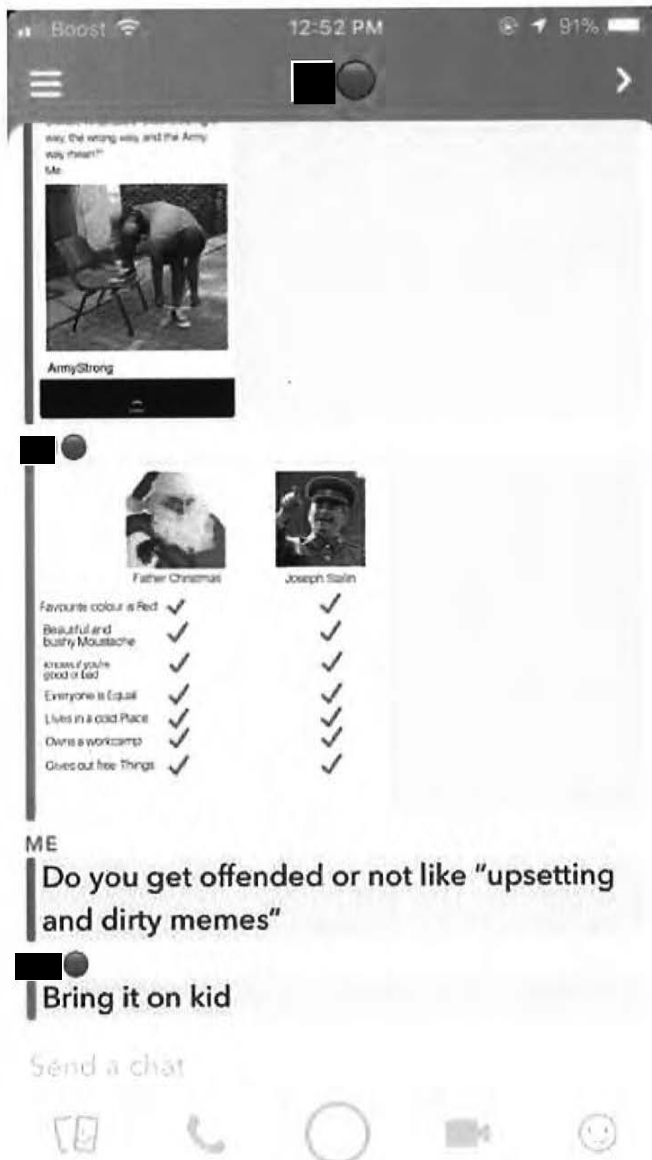 Boost 12:52 PM 91%
way, the wrong way, and the Army
way mean?"
Me:
ArmyStrong
Father Christmas Joseph Stalin
Favourite colour is Red
Beautiful and
bushy Moustache
Knows if you're
good or bad
Everyone is Equal
Lives in a cold Place
Owns a workcamp
Gives out free Things
ME
Do you get offended or not like “upsetting
and dirty memes”
Bring it on kid
Send a chat